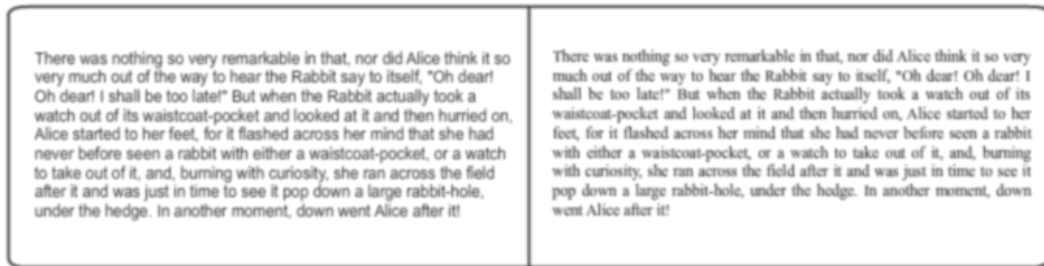 There was nothing so very remarkable in that, nor did Alice think it so
very much out of the way to hear the Rabbit say to itself, "Oh dear!
Oh dear! I shall be too late!" But when the Rabbit actually took a
watch out of its waistcoat-pocket and looked at it and then hurried on,
Alice started to her feet, for it flashed across her mind that she had
never before seen a rabbit with either a waistcoat-pocket, or a watch
to take out of it, and, burning with curiosity, she ran across the field
after it and was just in time to see it pop down a large rabbit-hole,
under the hedge. In another moment, down went Alice after it!
There was nothing so very remarkable in that, nor did Alice think it so very
much out of the way to hear the Rabbit say to itself, "Oh dear! Oh dear! I
shall be too late!" But when the Rabbit actually took a watch out of its
waistcoat-pocket and looked at it and then hurried on, Alice started to her
feet, for it flashed across her mind that she had never before seen a rabbit
with either a waistcoat-pocket, or a watch to take out of it, and, burning
with curiosity, she ran across the field after it and was just in time to see it
pop down a large rabbit-hole, under the hedge. In another moment, down
went Alice after it!